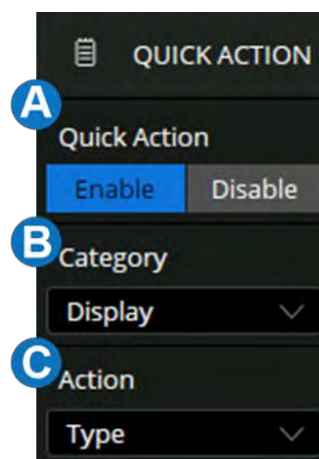 QUICK ACTION
A
Quick Action
Enable Disable
B
Category
Display
C
Action
Type